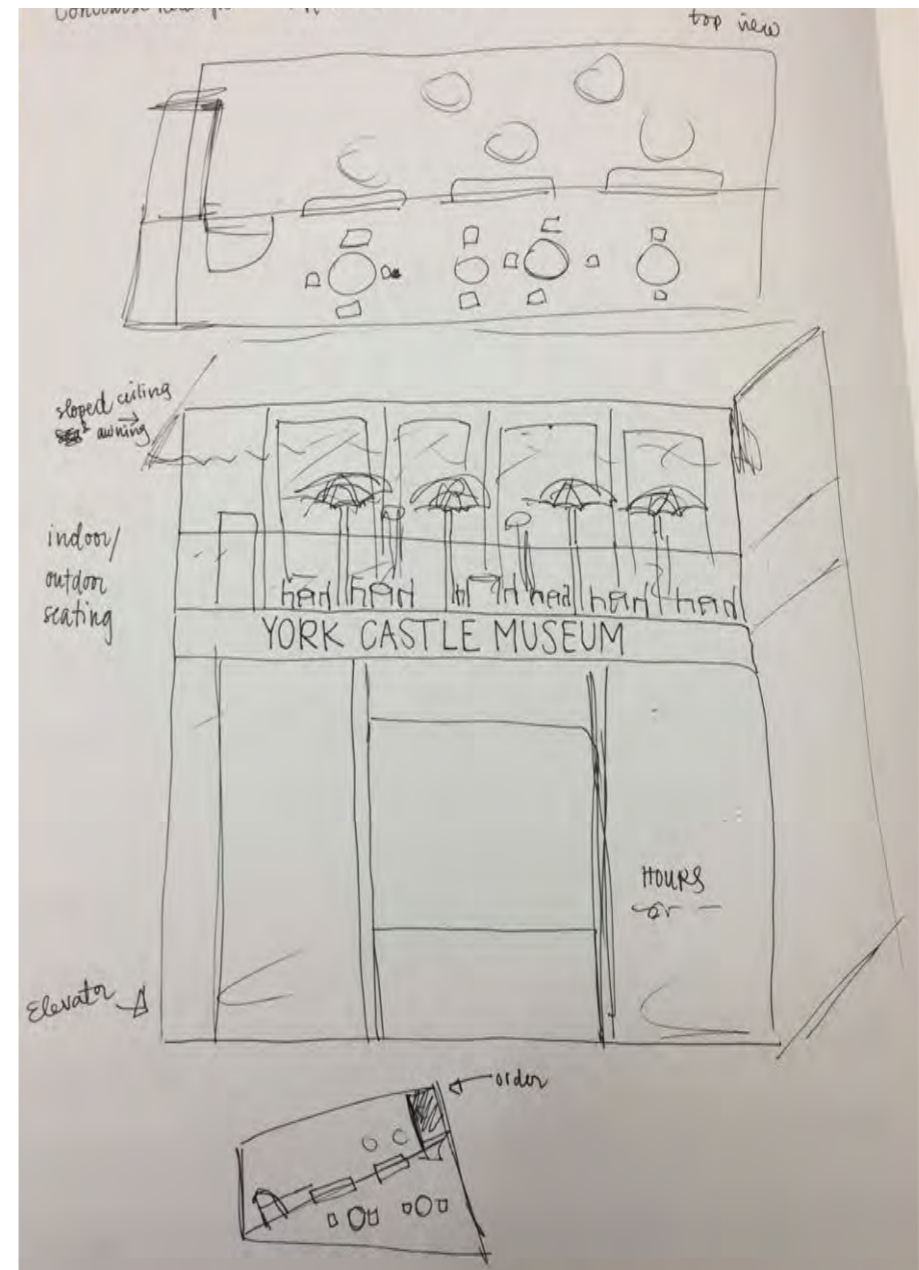 top view
sloped ceiling
awning
indoor/
outdoor
seating
YORK CASTLE MUSEUM
HOURS
Elevator
order